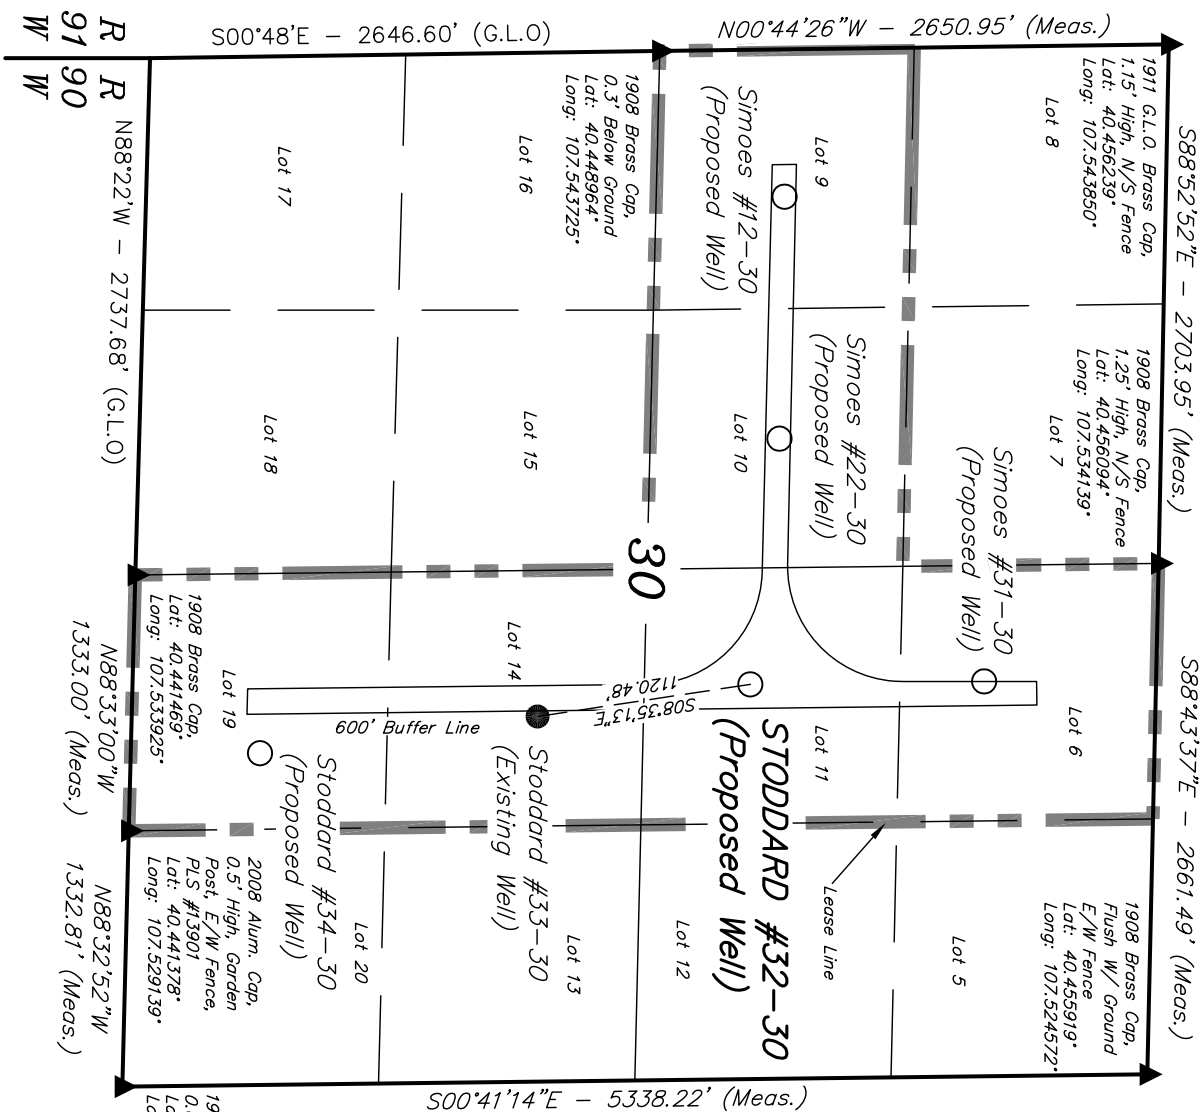 R
91
W
R
90
W
S00°48'E – 2646.60' (G.L.O)
N00°44'26"W – 2650.95' (Meas.)
S88°52'52"E – 2703.95' (Meas.)
S88°43'37"E – 2661.49' (Meas.)
S00°41'14"E – 5338.22' (Meas.)
N88°22'W – 2737.68' (G.L.O)
N88°33'00"W
1333.00' (Meas.)
N88°32'52"W
1332.81' (Meas.)
1911 G.L.O. Brass Cap,
1.15' High, N/S Fence
Lat: 40.456239°
Long: 107.543850°
1908 Brass Cap,
1.25' High, N/S Fence
Lat: 40.456094°
Long: 107.534139°
1908 Brass Cap,
Flush W/ Ground
E/W Fence
Lat: 40.455919°
Long: 107.524572°
Lot 8
Lot 7
Lot 6
Lot 5
Simoes #31–30
(Proposed Well)
Simoes #22–30
(Proposed Well)
Lot 9
Lot 10
Lot 11
Lease Line
Simoes #12–30
(Proposed Well)
STODDARD #32–30
(Proposed Well)
Lot 12
1908 Brass Cap,
0.3' Below Ground
Lat: 40.448964°
Long: 107.543725°
30
S08°35'13"E
1120.48'
Lot 16
Lot 15
Lot 14
Lot 13
Stoddard #33–30
(Existing Well)
600' Buffer Line
Lot 17
Lot 18
Lot 19
Lot 20
Stoddard #34–30
(Proposed Well)
1908 Brass Cap,
Lat: 40.441469°
Long: 107.533925°
2008 Alum. Cap,
0.5' High, Garden
Post, E/W Fence,
PLS #13901
Lat: 40.441378°
Long: 107.529139°